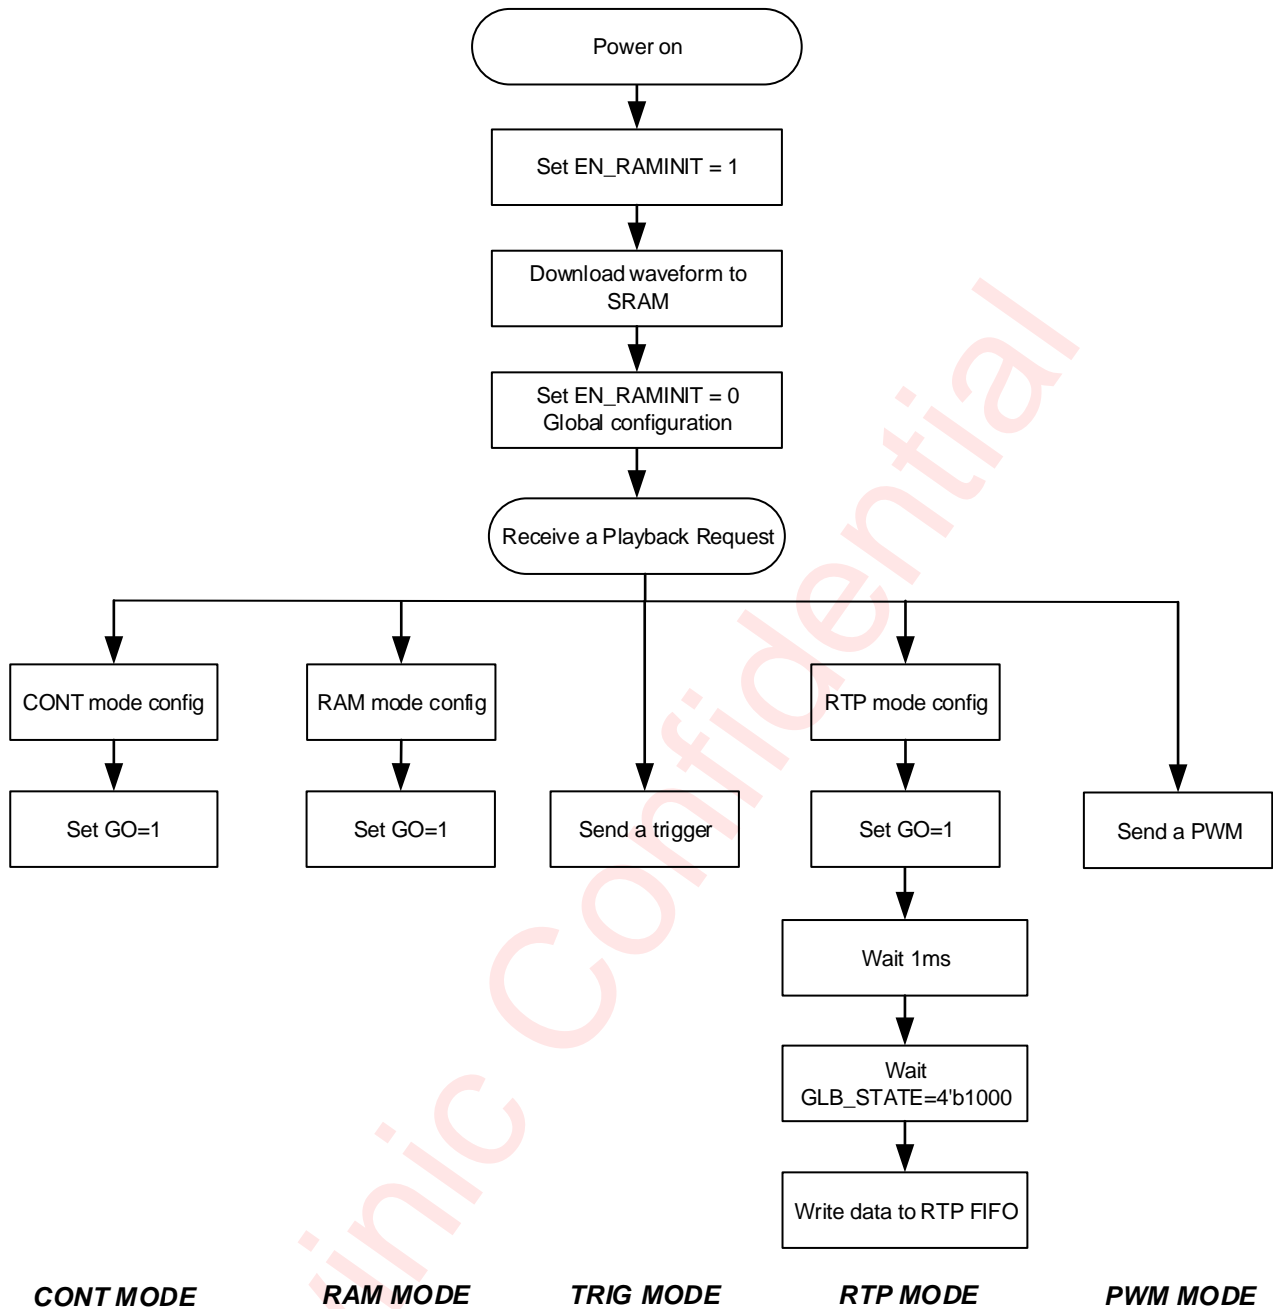 Power on
Set EN_RAMINIT = 1
Download waveform to
SRAM
Set EN_RAMINIT = 0
Global configuration
Receive a Playback Request
CONT mode config
RAM mode config
RTP mode config
Set GO=1
Set GO=1
Send a trigger
Set GO=1
Send a PWM
Wait 1ms
Wait
GLB_STATE=4'b1000
Write data to RTP FIFO
CONT MODE
RAM MODE
TRIG MODE
RTP MODE
PWM MODE
inic Confidential